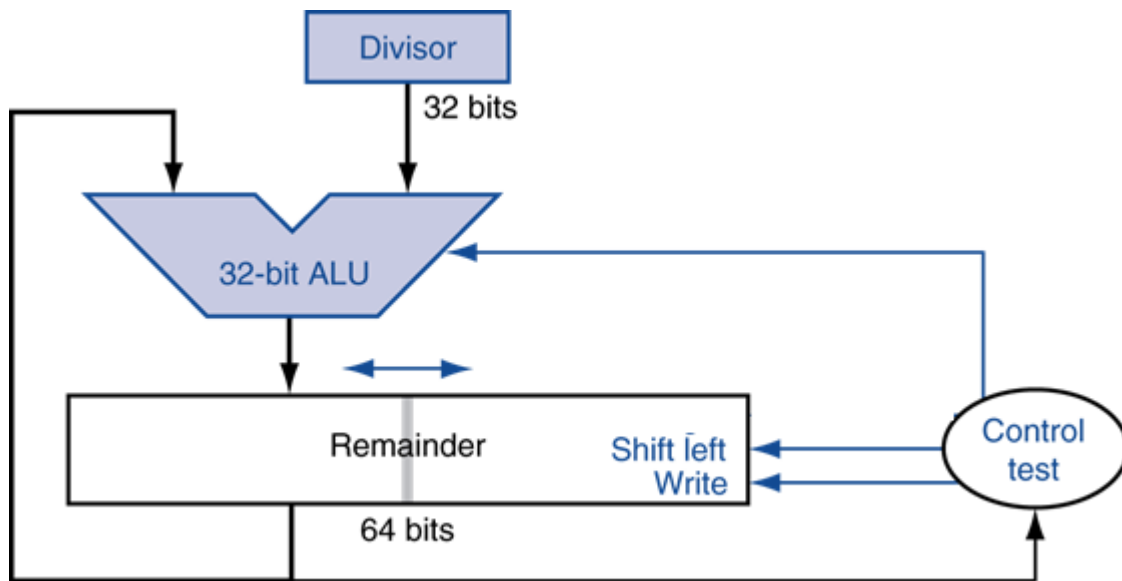 Divisor
32 bits
32-bit ALU
Remainder
Shift left
Write
64 bits
Control
test